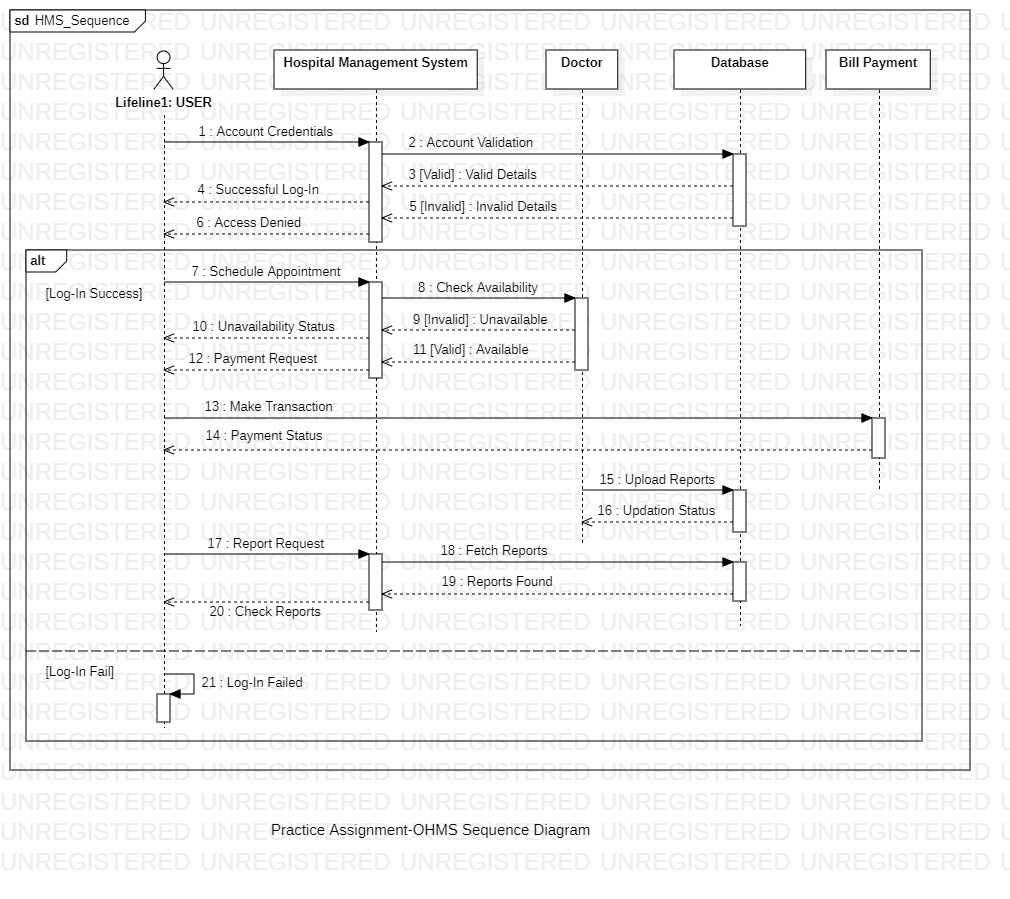 sd HMS_Sequence
Hospital Management System
Doctor
Database
Bill Payment
Lifeline1: USER
1 : Account Credentials
2 : Account Validation
3 [Valid] : Valid Details
4 : Successful Log-In
5 [Invalid] : Invalid Details
6 : Access Denied
alt
7 : Schedule Appointment
[Log-In Success]
8 : Check Availability
9 [Invalid] : Unavailable
10 : Unavailability Status
11 [Valid] : Available
12 : Payment Request
13 : Make Transaction
14 : Payment Status
15 : Upload Reports
16 : Updation Status
17 : Report Request
18 : Fetch Reports
19 : Reports Found
20 : Check Reports
[Log-In Fail]
21 : Log-In Failed
Practice Assignment-OHMS Sequence Diagram
UNREGISTERED UNREGISTERED UNREGISTERED UNREGISTERED UNREGISTERED